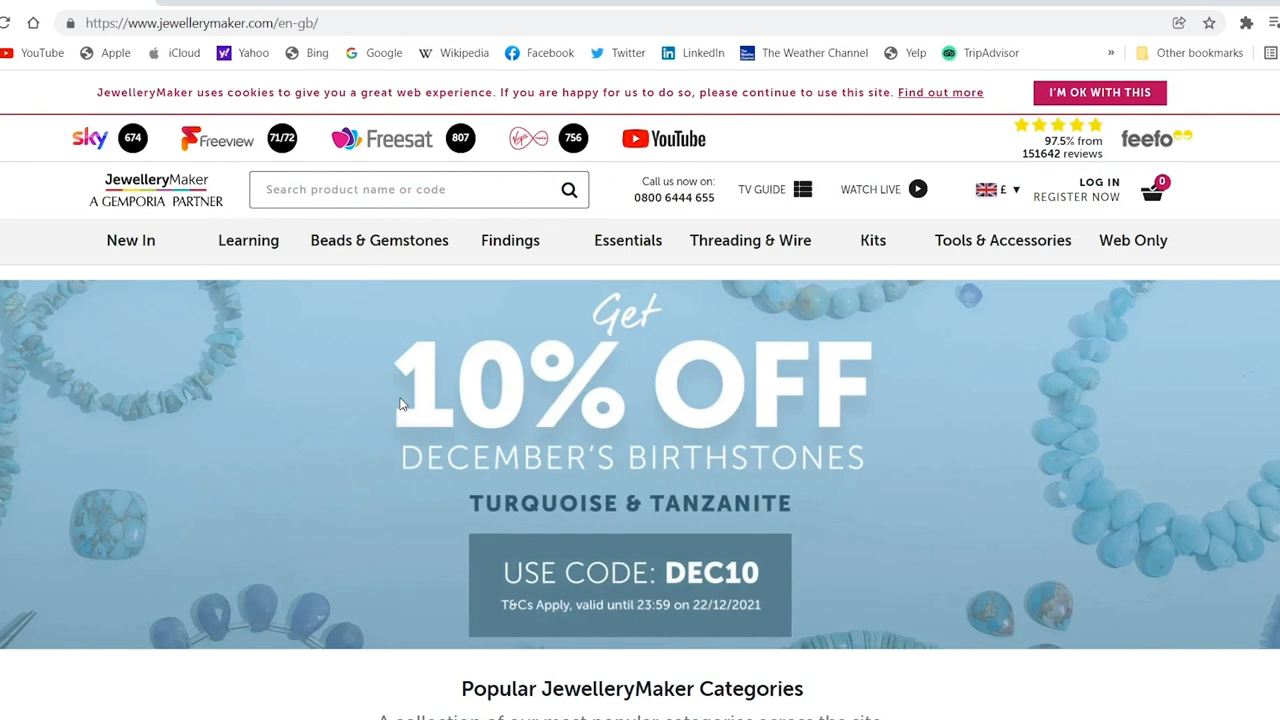 https://www.jewellerymaker.com/en-gb/
YouTube Apple iCloud Yahoo Bing Google Wikipedia Facebook Twitter LinkedIn The Weather Channel Yelp TripAdvisor » Other bookmarks
JewelleryMaker uses cookies to give you a great web experience. If you are happy for us to do so, please continue to use this site. Find out more
I'M OK WITH THIS
sky 674 Freeview 71/72 Freesat 807 Virgin media 756 YouTube
97.5% from
151642 reviews
feefo
JewelleryMaker
A GEMPORIA PARTNER
Search product name or code
Call us now on:
0800 6444 655
TV GUIDE
WATCH LIVE
£ ▼
LOG IN
REGISTER NOW
0
New In Learning Beads & Gemstones Findings Essentials Threading & Wire Kits Tools & Accessories Web Only
Get
10% OFF
DECEMBER'S BIRTHSTONES
TURQUOISE & TANZANITE
USE CODE: DEC10
T&Cs Apply, valid until 23:59 on 22/12/2021
Popular JewelleryMaker Categories
A collection of our most popular categories across the site